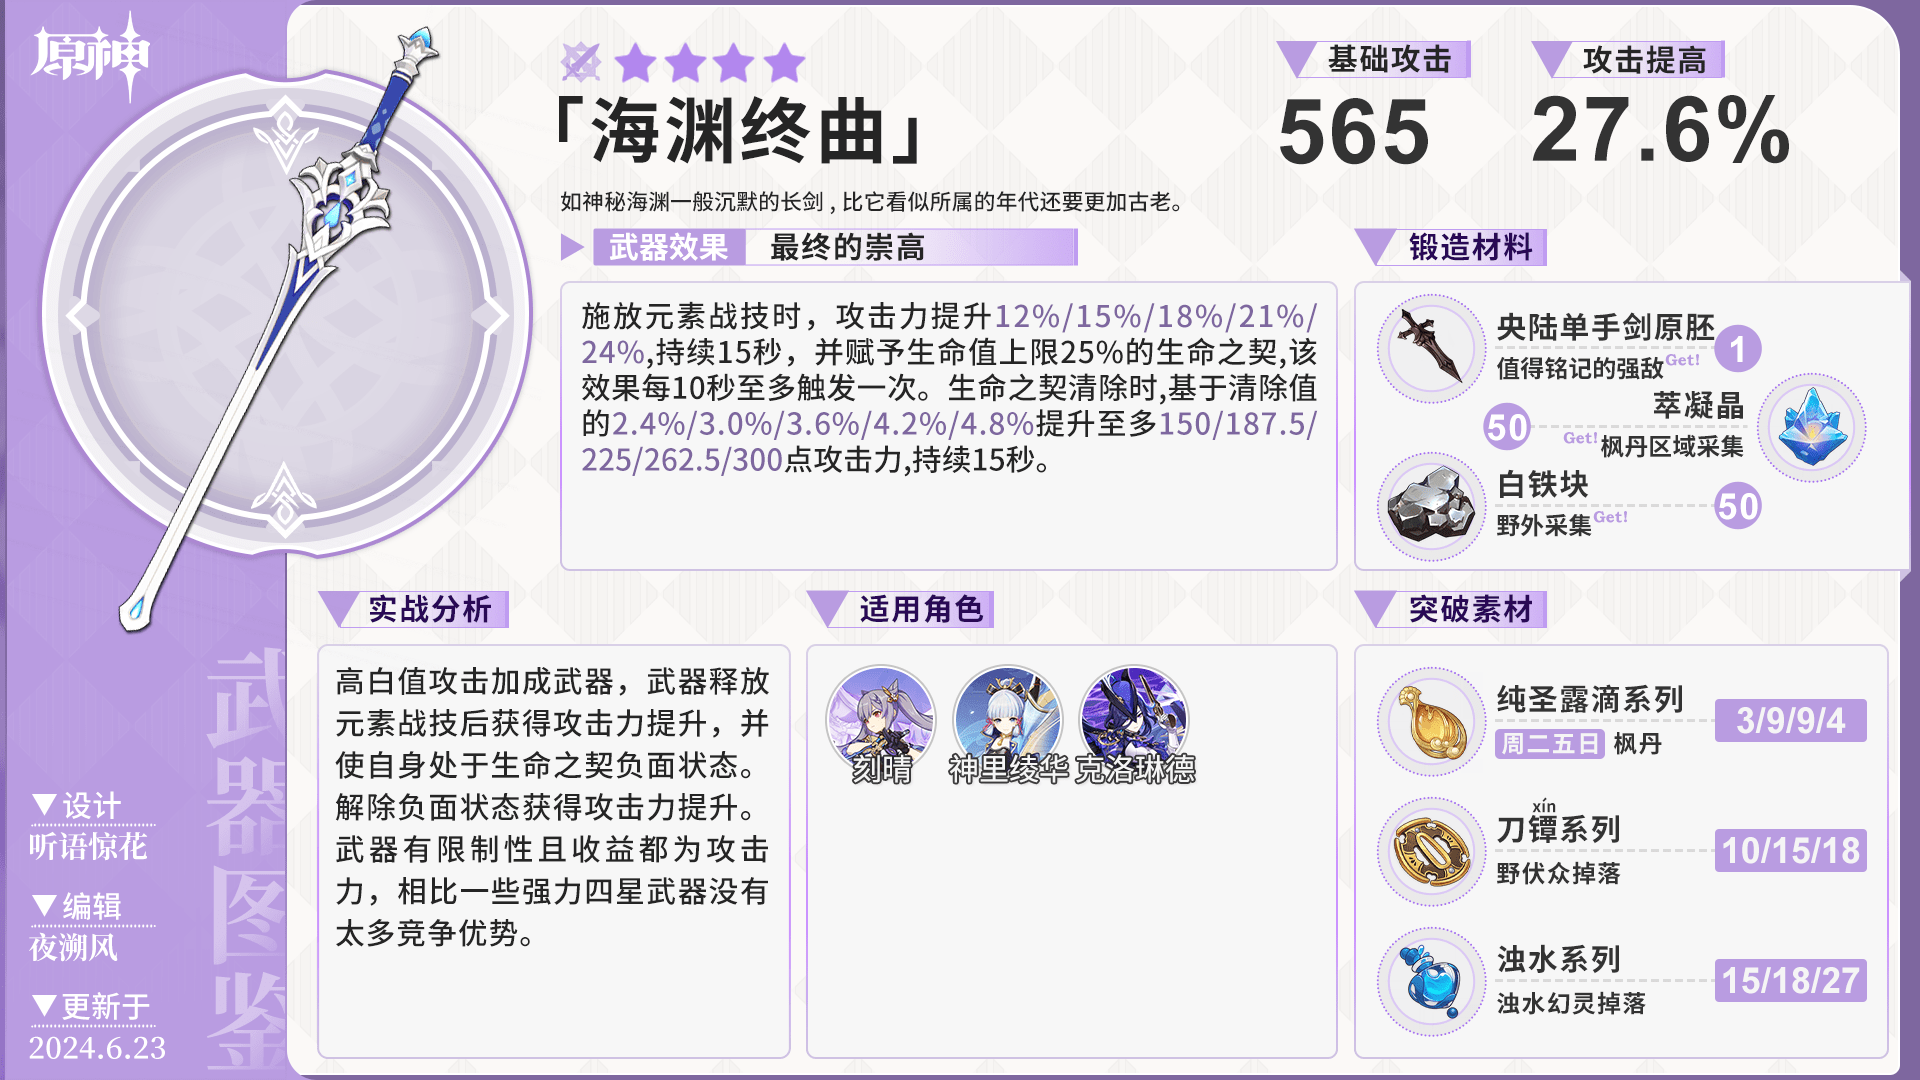 原神
「海渊终曲」
如神秘海渊一般沉默的长剑，比它看似所属的年代还要更加古老。
基础攻击
565
攻击提高
27.6%
武器效果
最终的崇高
施放元素战技时，攻击力提升12%/15%/18%/21%/
24%,持续15秒，并赋予生命值上限25%的生命之契,该
效果每10秒至多触发一次。生命之契清除时,基于清除值
的2.4%/3.0%/3.6%/4.2%/4.8%提升至多150/187.5/
225/262.5/300点攻击力,持续15秒。
锻造材料
央陆单手剑原胚
值得铭记的强敌Get!
1
萃凝晶
50
Get!枫丹区域采集
白铁块
野外采集Get!
50
实战分析
高白值攻击加成武器，武器释放
元素战技后获得攻击力提升，并
使自身处于生命之契负面状态。
解除负面状态获得攻击力提升。
武器有限制性且收益都为攻击
力，相比一些强力四星武器没有
太多竞争优势。
适用角色
刻晴
神里绫华
克洛琳德
突破素材
纯圣露滴系列
周二五日 枫丹
3/9/9/4
xín
刀镡系列
野伏众掉落
10/15/18
浊水系列
浊水幻灵掉落
15/18/27
武器图鉴
▼设计
听语惊花
▼编辑
夜溯风
▼更新于
2024.6.23